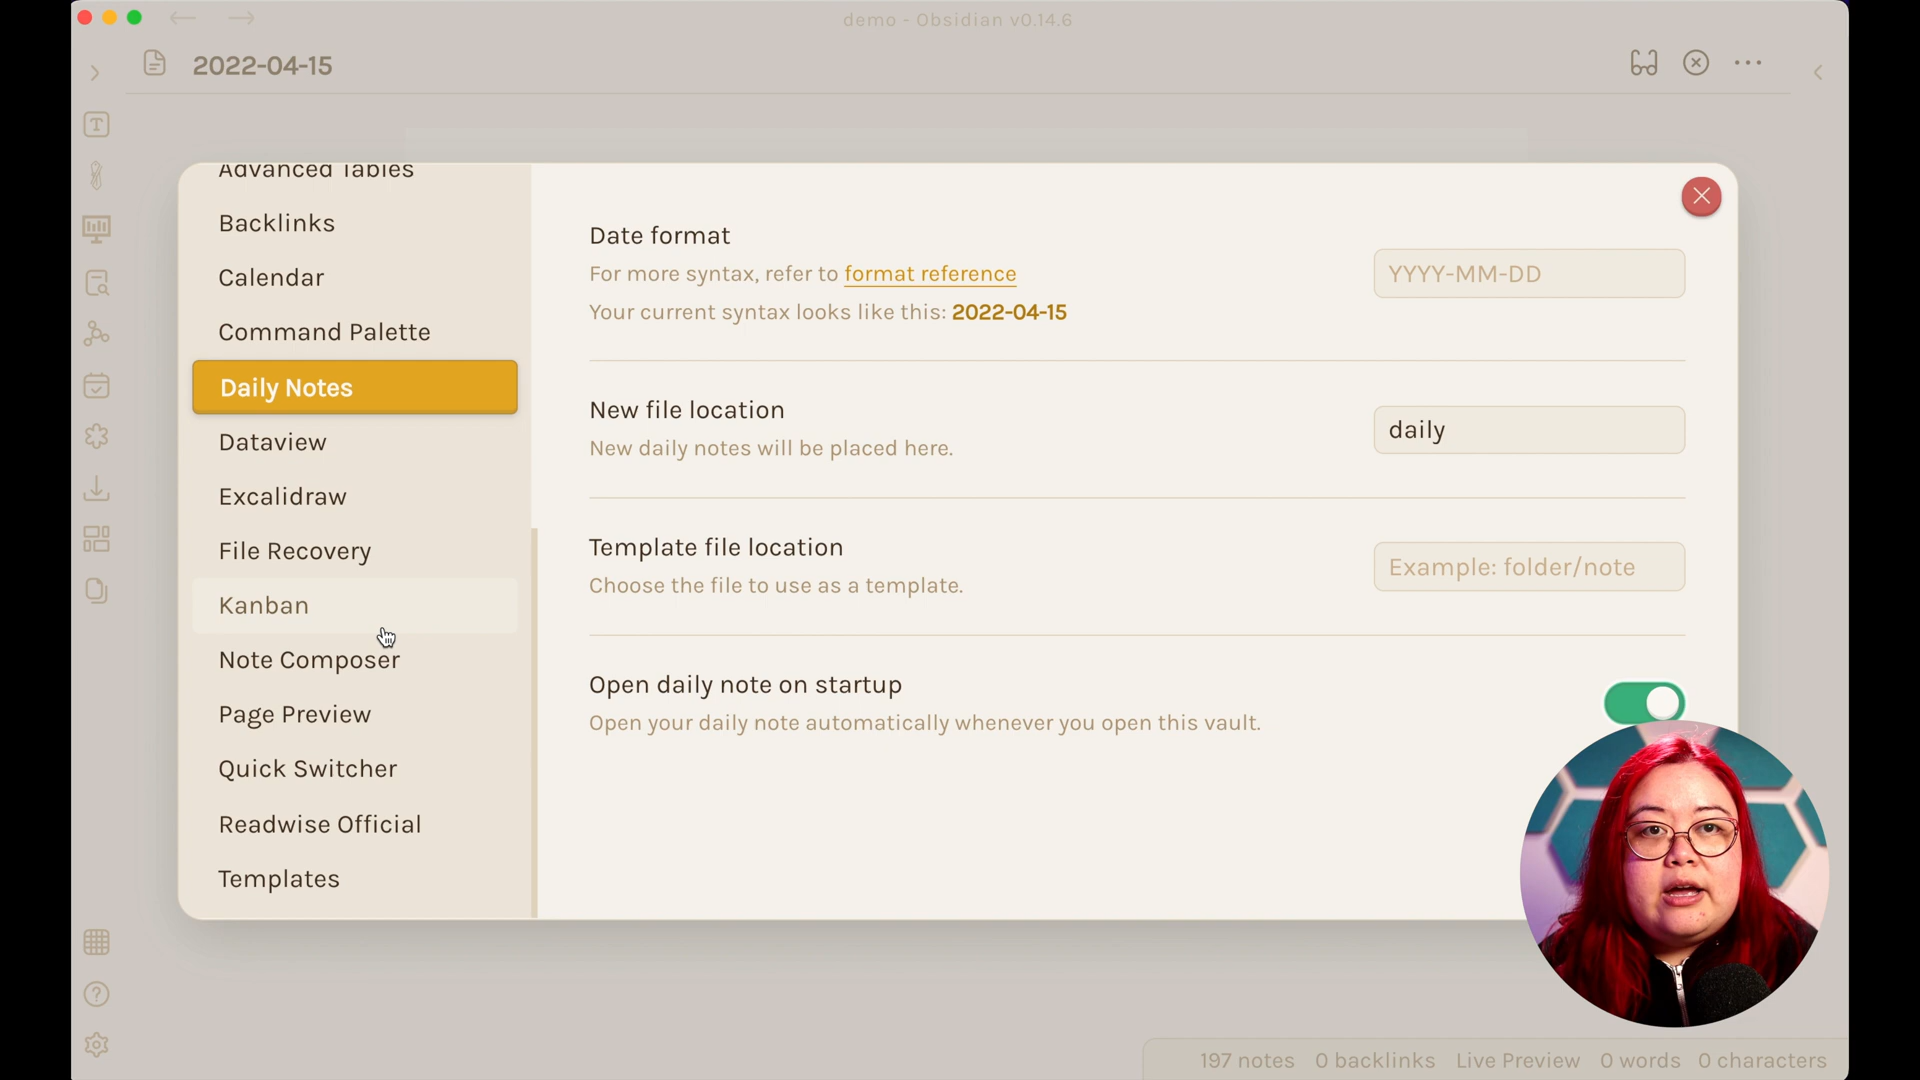 demo - Obsidian v0.14.6
2022-04-15
Advanced Tables
Backlinks
Calendar
Command Palette
Daily Notes
Dataview
Excalidraw
File Recovery
Kanban
Note Composer
Page Preview
Quick Switcher
Readwise Official
Templates
Date format
For more syntax, refer to format reference
Your current syntax looks like this: 2022-04-15
YYYY-MM-DD
New file location
New daily notes will be placed here.
daily
Template file location
Choose the file to use as a template.
Example: folder/note
Open daily note on startup
Open your daily note automatically whenever you open this vault.
197 notes 0 backlinks Live Preview 0 words 0 characters